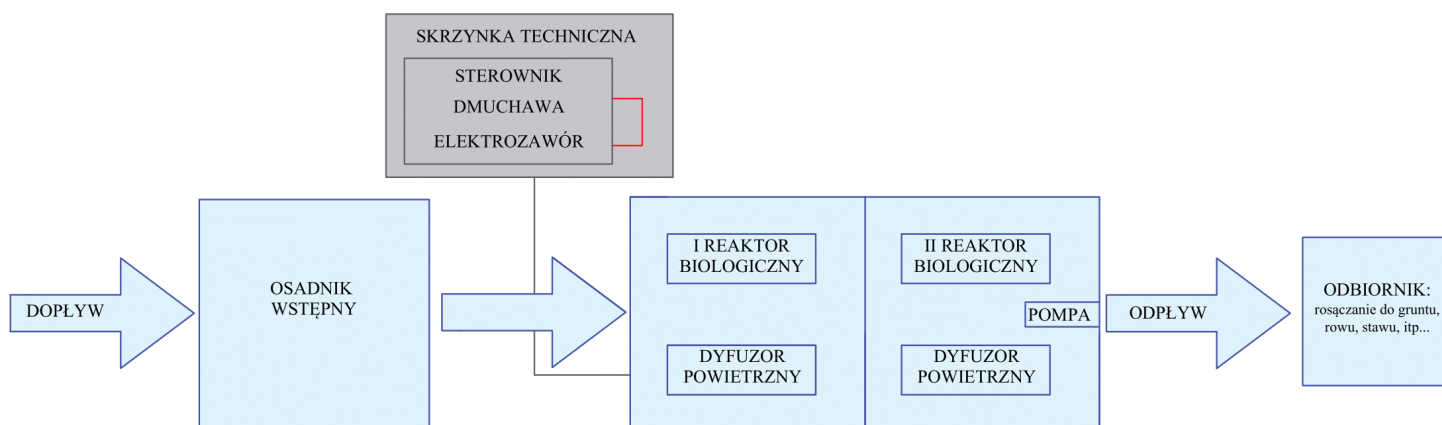 SKRZYNKA TECHNICZNA
STEROWNIK
DMUCHAWA
ELEKTROZAWÓR
DOPŁYW
OSADNIK
WSTĘPNY
I REAKTOR
BIOLOGICZNY
DYFUZOR
POWIETRZNY
II REAKTOR
BIOLOGICZNY
POMPA
DYFUZOR
POWIETRZNY
ODPŁYW
ODBIORNIK:
rosączanie do gruntu,
rowu, stawu, itp...